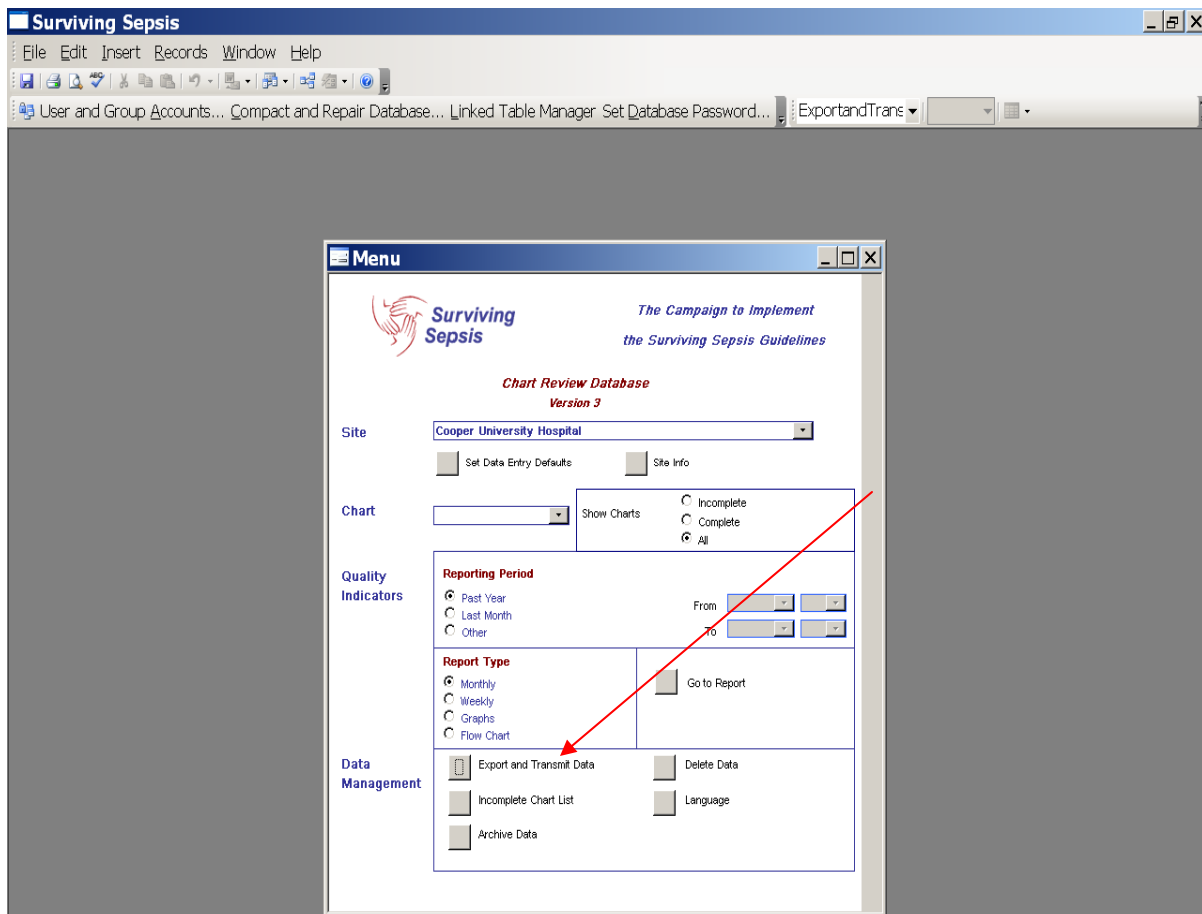 Surviving Sepsis
File Edit Insert Records Window Help
ABC
User and Group Accounts... Compact and Repair Database... Linked Table Manager Set Database Password... ExportandTrans
Menu
Surviving
Sepsis
The Campaign to Implement
the Surviving Sepsis Guidelines
Chart Review Database
Version 3
Site
Cooper University Hospital
Set Data Entry Defaults
Site Info
Chart
Show Charts
Incomplete
Complete
All
Quality
Indicators
Reporting Period
Past Year
Last Month
Other
From
To
Report Type
Monthly
Weekly
Graphs
Flow Chart
Go to Report
Data
Management
Export and Transmit Data
Delete Data
Incomplete Chart List
Language
Archive Data